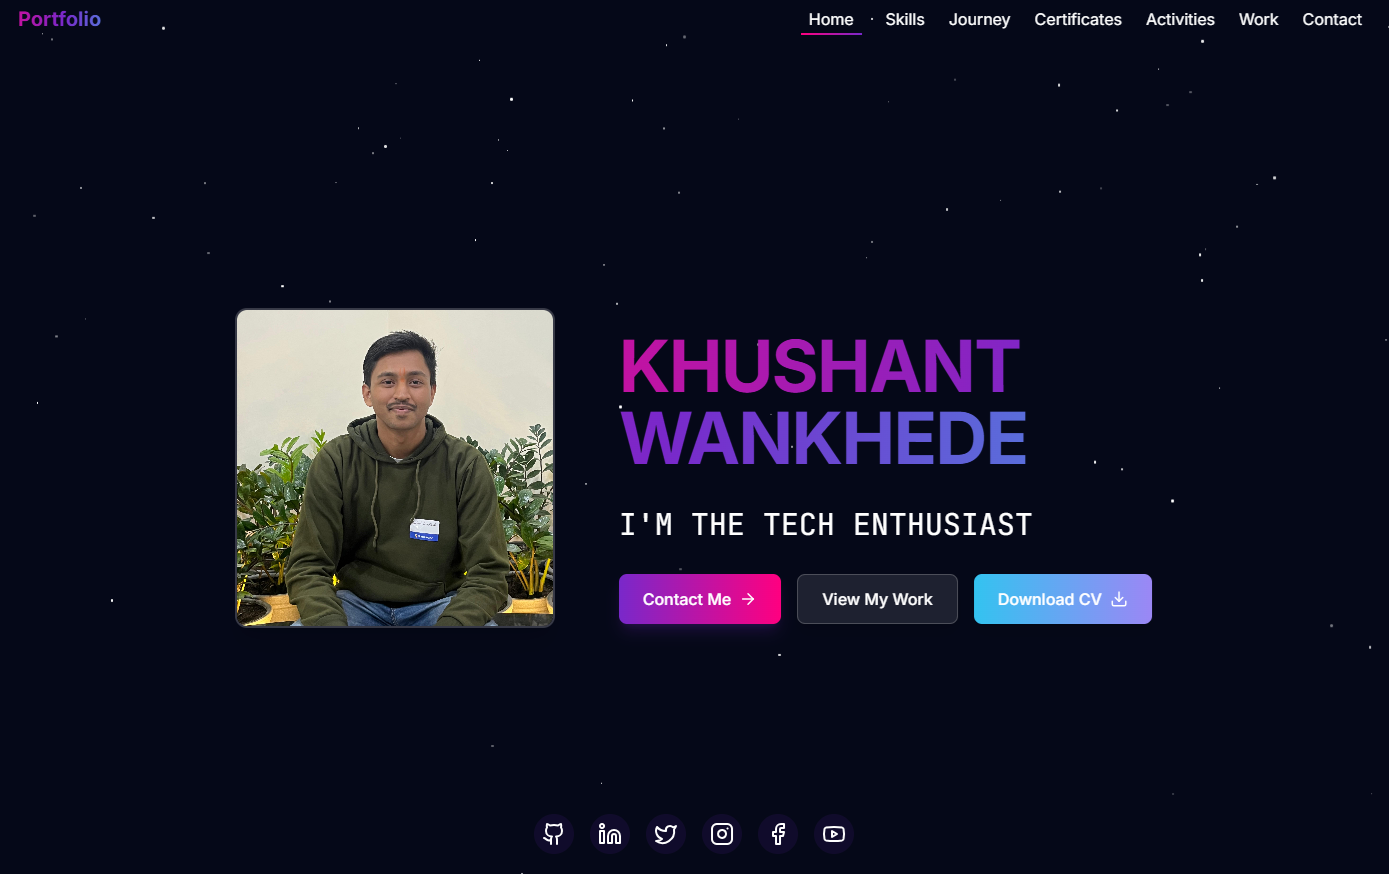 Portfolio
Home Skills Journey Certificates Activities Work Contact
KHUSHANT
WANKHEDE
I'M THE TECH ENTHUSIAST
Contact Me View My Work Download CV